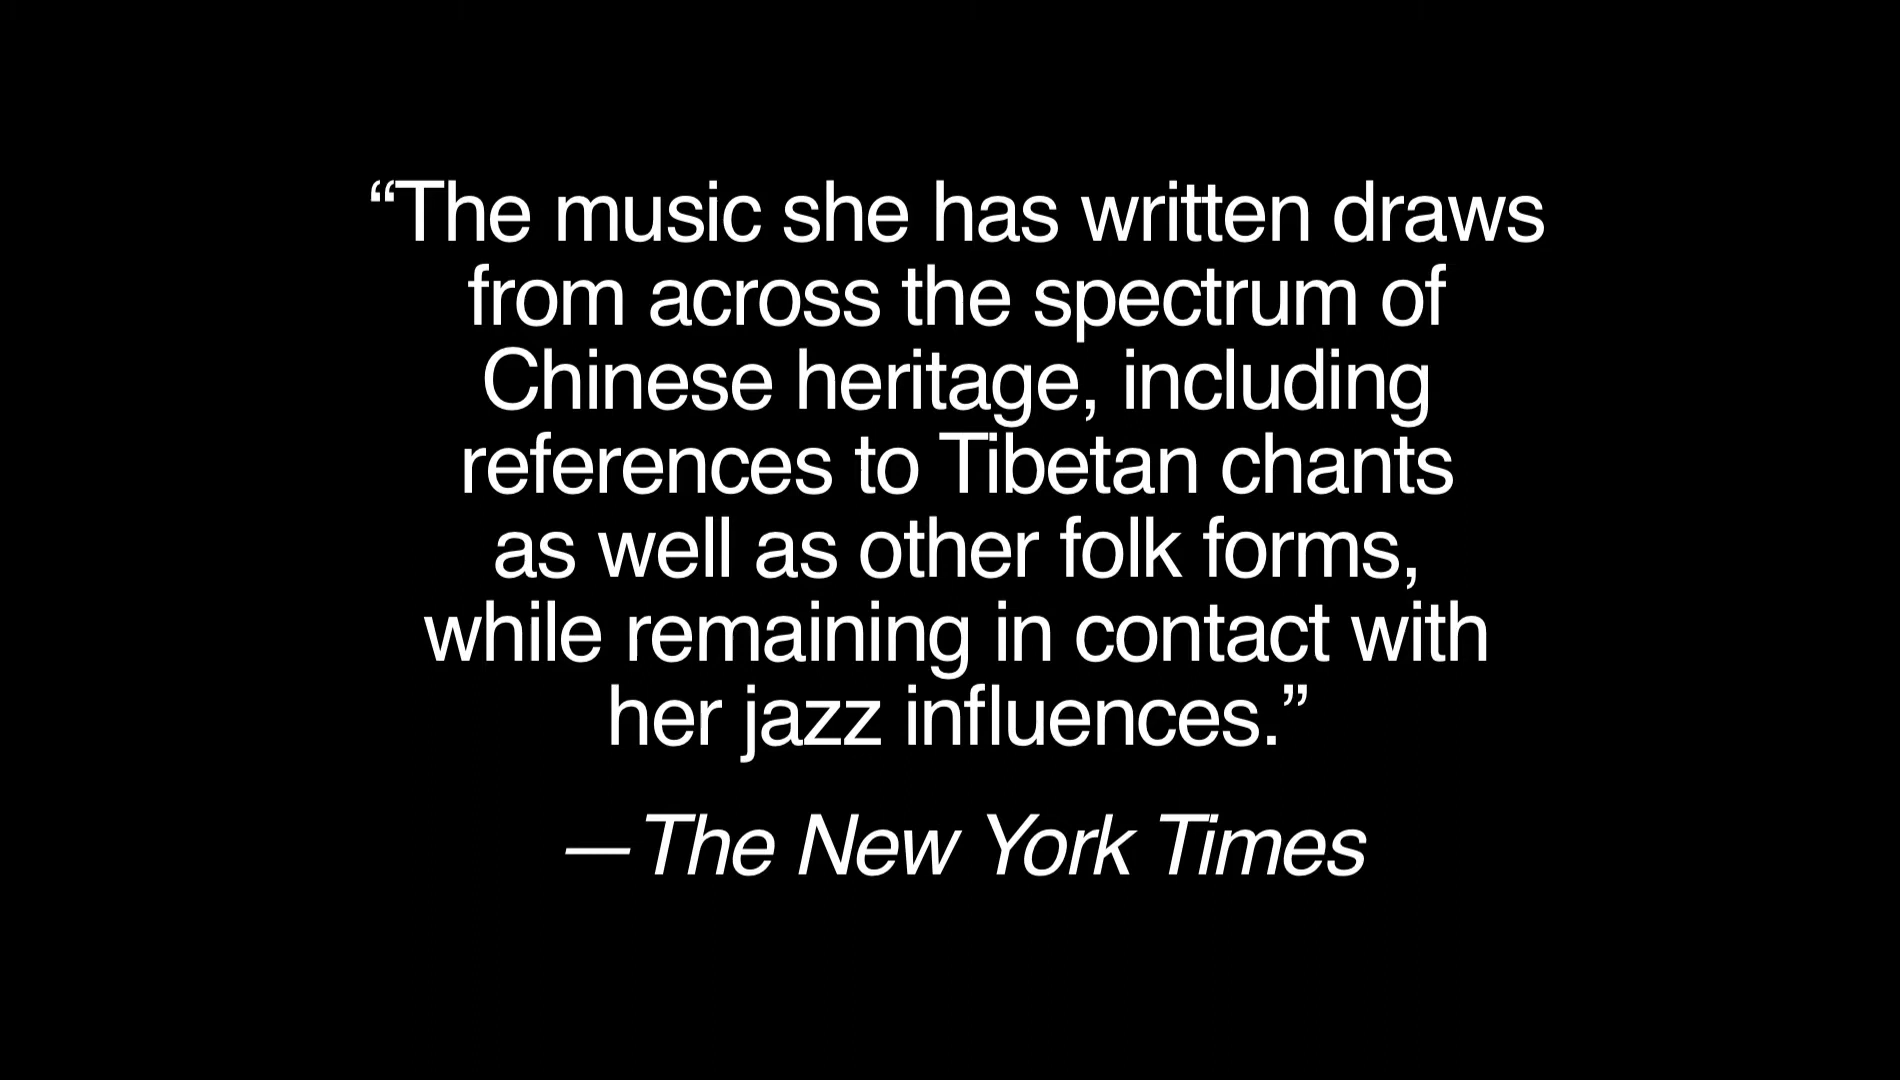 “The music she has written draws
from across the spectrum of
Chinese heritage, including
references to Tibetan chants
as well as other folk forms,
while remaining in contact with
her jazz influences.”
—The New York Times